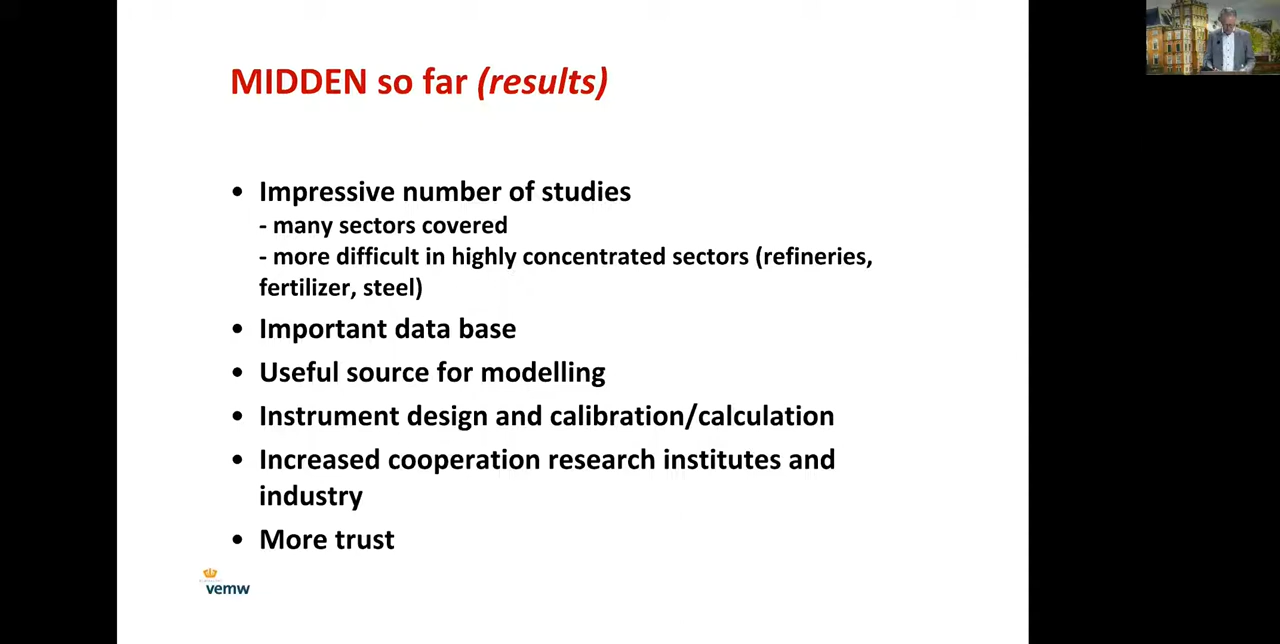 MIDDEN so far (results)
• Impressive number of studies
- many sectors covered
- more difficult in highly concentrated sectors (refineries,
fertilizer, steel)
• Important data base
• Useful source for modelling
• Instrument design and calibration/calculation
• Increased cooperation research institutes and
industry
• More trust
vemw